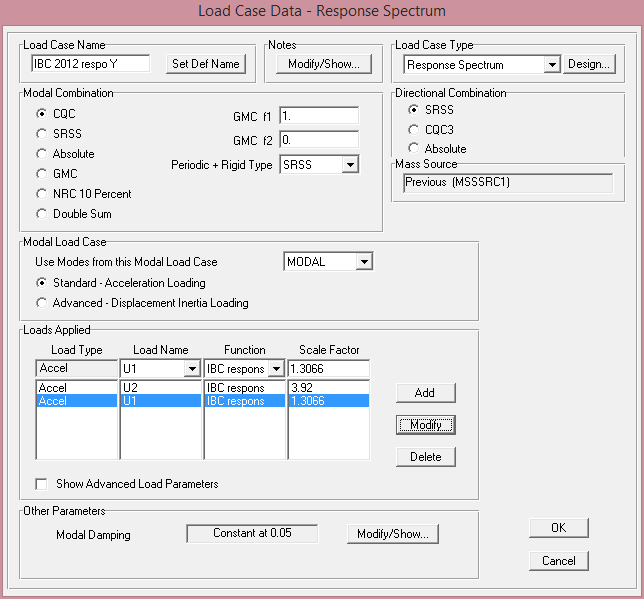 Load Case Data - Response Spectrum
Load Case Name
IBC 2012 respo Y
Set Def Name
Notes
Modify/Show...
Load Case Type
Response Spectrum
Design...
Modal Combination
CQC
SRSS
Absolute
GMC
NRC 10 Percent
Double Sum
GMC f1
1.
GMC f2
0.
Periodic + Rigid Type
SRSS
Directional Combination
SRSS
CQC3
Absolute
Mass Source
Previous (MSSSRC1)
Modal Load Case
Use Modes from this Modal Load Case
MODAL
Standard - Acceleration Loading
Advanced - Displacement Inertia Loading
Loads Applied
Load Type Load Name Function Scale Factor
Accel U1 IBC respons 1.3066
Accel U2 IBC respons 3.92
Accel U1 IBC respons 1.3066
Add
Modify
Delete
Show Advanced Load Parameters
Other Parameters
Modal Damping
Constant at 0.05
Modify/Show...
OK
Cancel